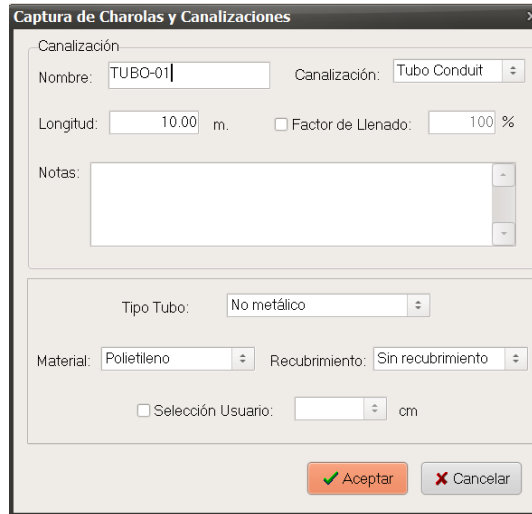 Captura de Charolas y Canalizaciones
Canalización
Nombre: TUBO-01 Canalización: Tubo Conduit
Longitud: 10.00 m. Factor de Llenado: 100 %
Notas:
Tipo Tubo: No metálico
Material: Polietileno Recubrimiento: Sin recubrimiento
Selección Usuario: cm
Aceptar Cancelar